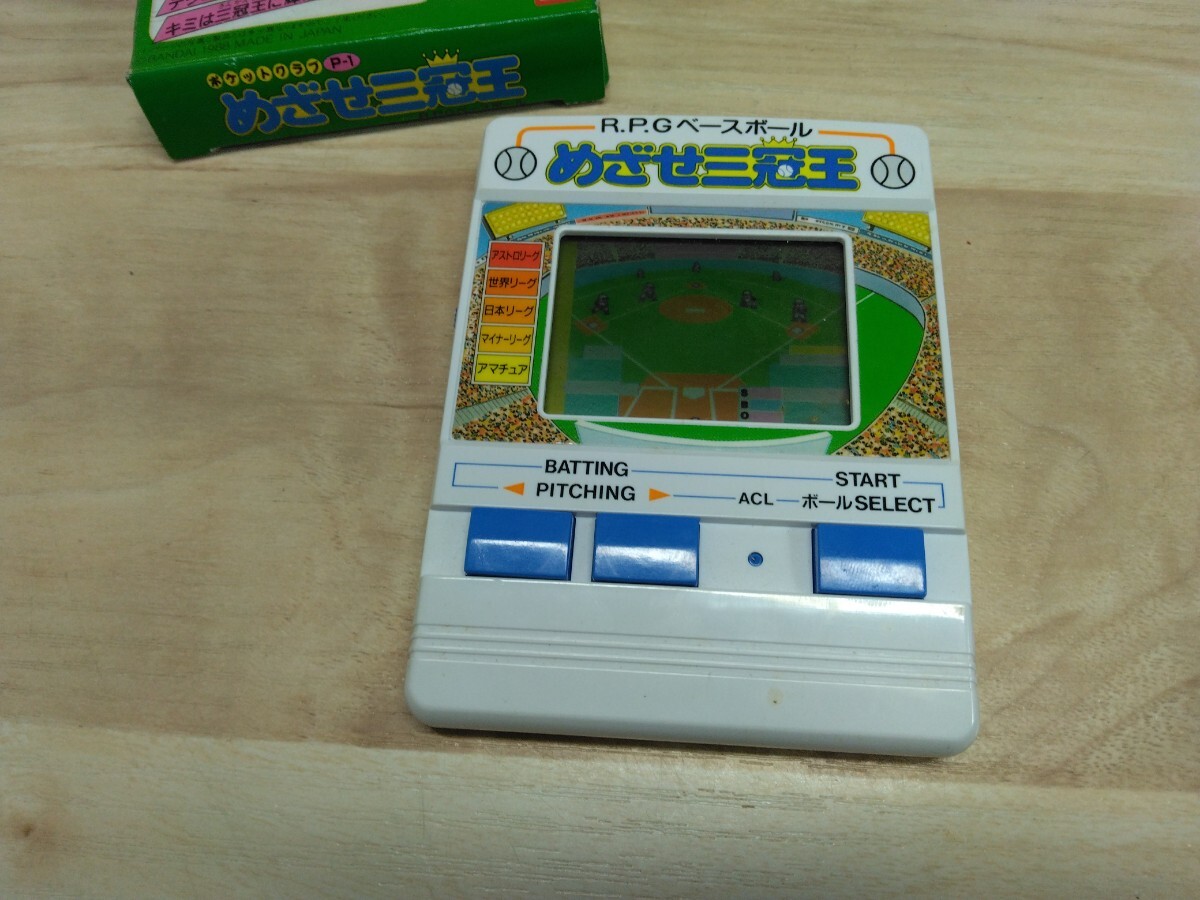 キミは三冠王に
BANDAI 1988 MADE IN JAPAN
ポケットクラブ P-1
めざせ三冠王
R.P.Gベースボール
めざせ三冠王
アストロリーグ
世界リーグ
日本リーグ
マイナーリーグ
アマチュア
S
B
O
BATTING
START
PITCHING
ACL
ボールSELECT